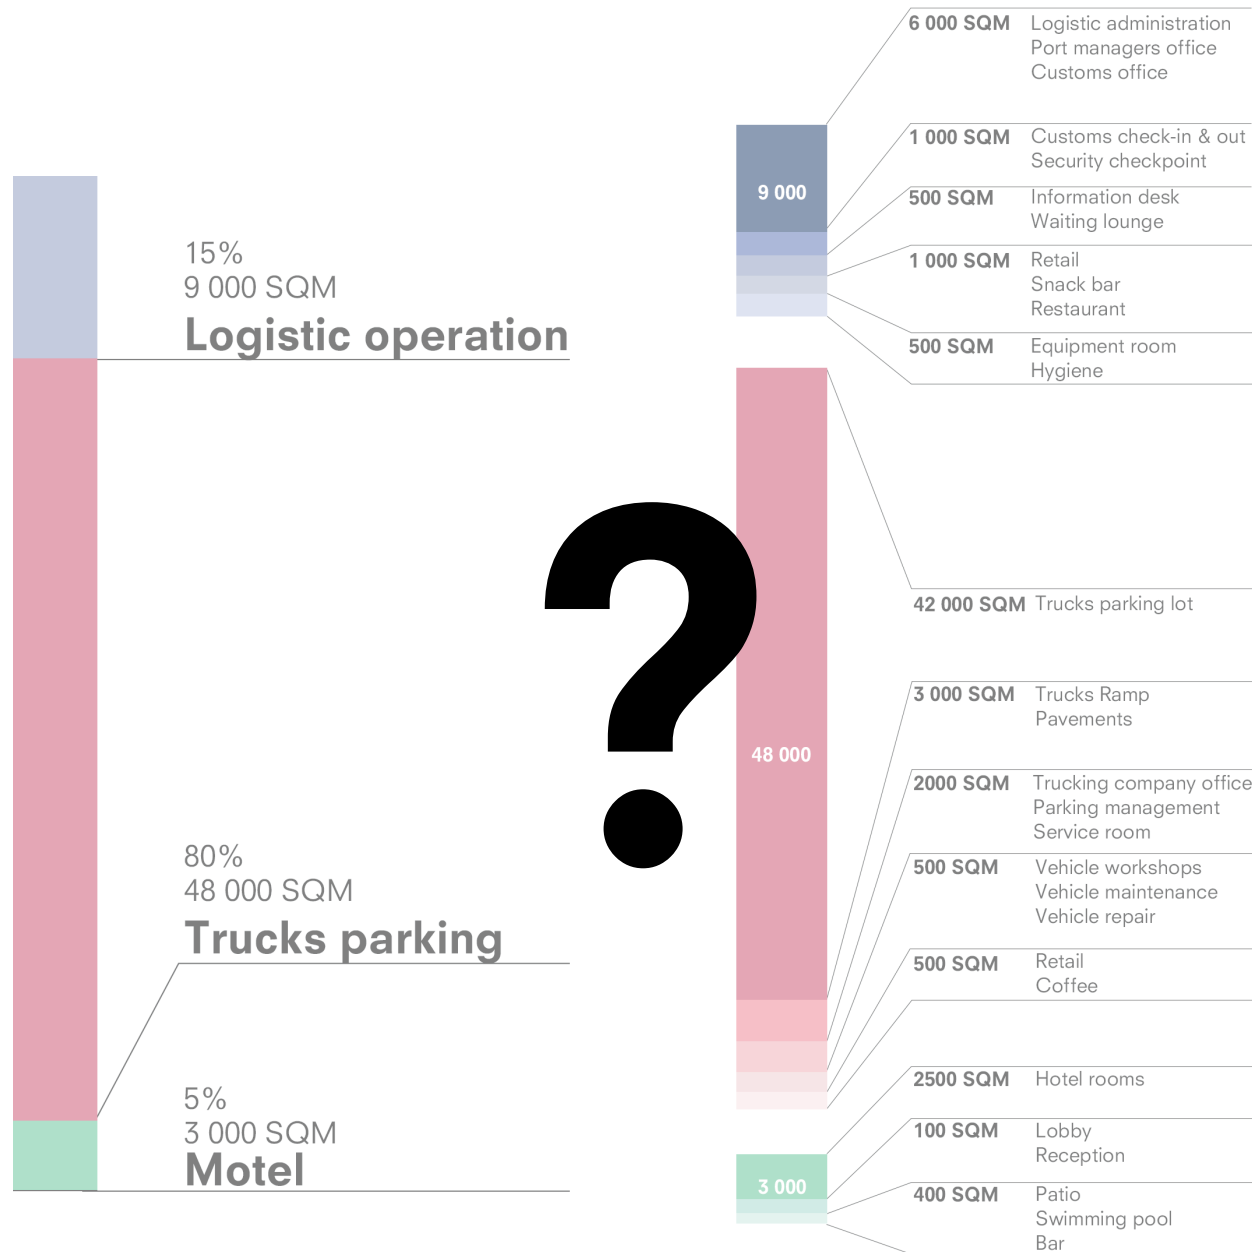 15%
9 000 SQM
Logistic operation
80%
48 000 SQM
Trucks parking
5%
3 000 SQM
Motel
?
9 000
48 000
3 000
6 000 SQM Logistic administration
Port managers office
Customs office
1 000 SQM Customs check-in & out
Security checkpoint
500 SQM Information desk
Waiting lounge
1 000 SQM Retail
Snack bar
Restaurant
500 SQM Equipment room
Hygiene
42 000 SQM Trucks parking lot
3 000 SQM Trucks Ramp
Pavements
2000 SQM Trucking company office
Parking management
Service room
500 SQM Vehicle workshops
Vehicle maintenance
Vehicle repair
500 SQM Retail
Coffee
2500 SQM Hotel rooms
100 SQM Lobby
Reception
400 SQM Patio
Swimming pool
Bar